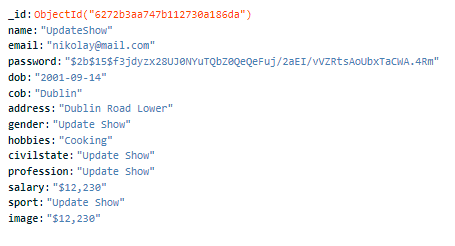 _id: ObjectId("6272b3aa747b112730a186da")
name: "UpdateShow"
email: "nikolay@mail.com"
password: "$2b$15$f3jdyzx28UJ0NYuTQbZ0QeQeFuj/2aEI/vVZRtsAoUbxTaCWA.4Rm"
dob: "2001-09-14"
cob: "Dublin"
address: "Dublin Road Lower"
gender: "Update Show"
hobbies: "Cooking"
civilstate: "Update Show"
profession: "Update Show"
salary: "$12,230"
sport: "Update Show"
image: "$12,230"